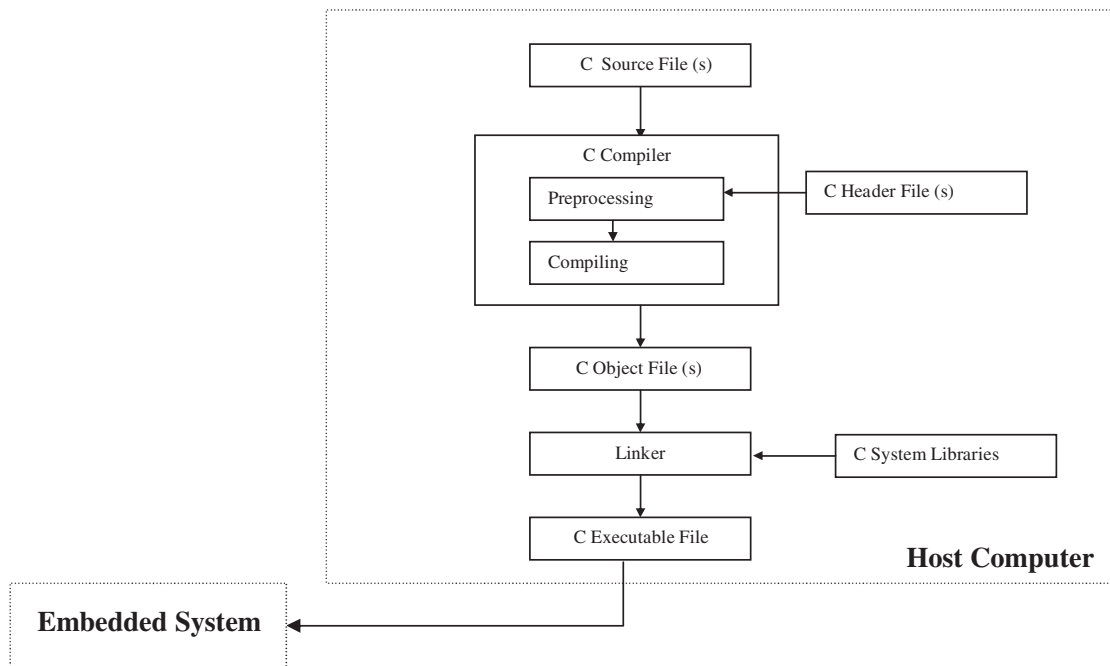 C Source File (s)
C Compiler
Preprocessing
C Header File (s)
Compiling
C Object File (s)
Linker
C System Libraries
C Executable File
Host Computer
Embedded System